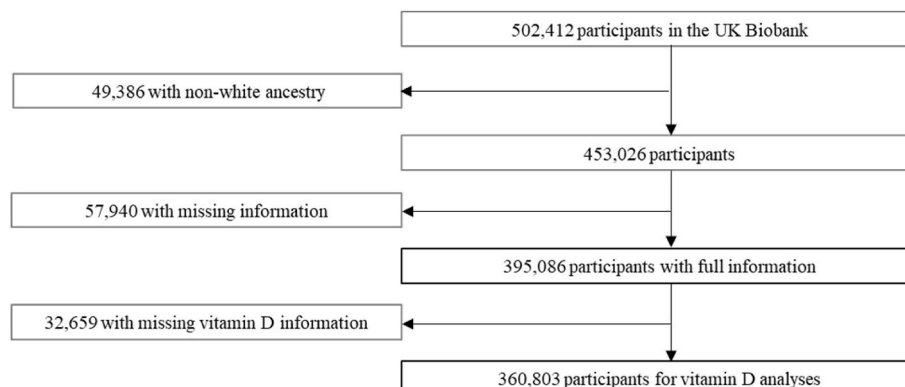 502,412 participants in the UK Biobank
49,386 with non-white ancestry
453,026 participants
57,940 with missing information
395,086 participants with full information
32,659 with missing vitamin D information
360,803 participants for vitamin D analyses